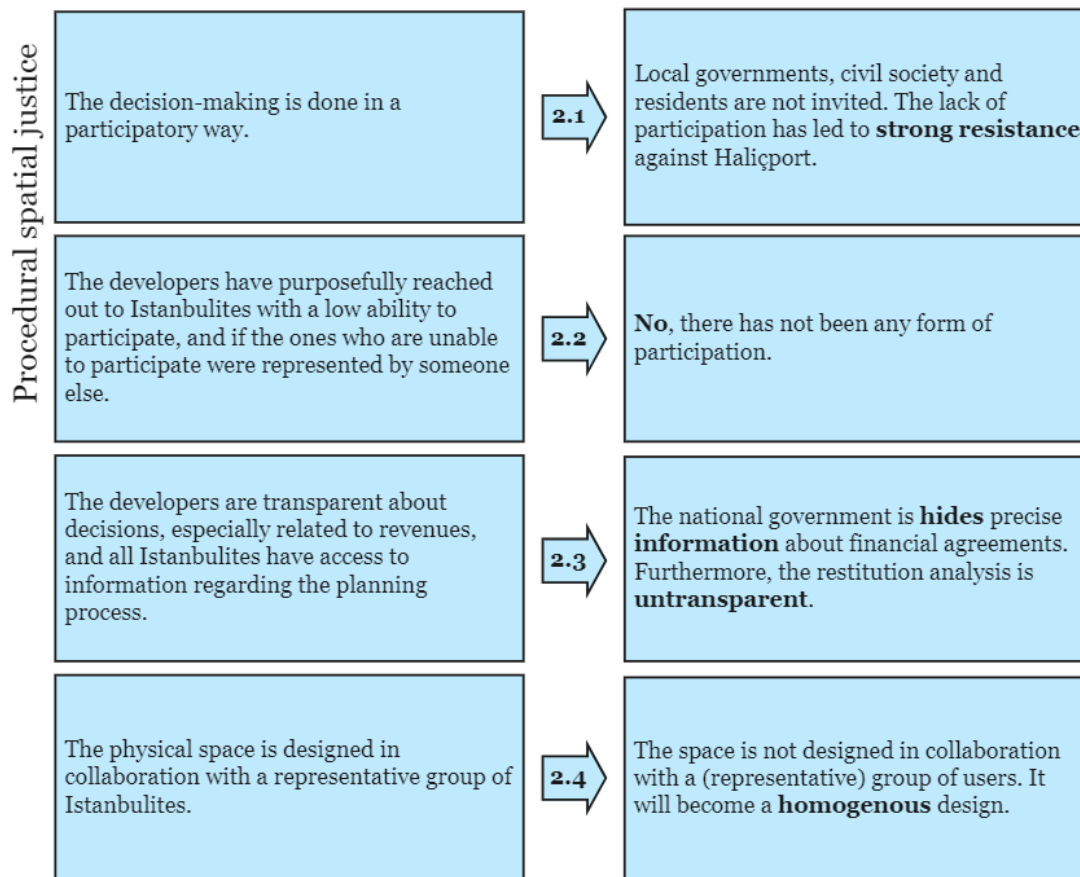 Procedural spatial justice
The decision-making is done in a
participatory way.
2.1
Local governments, civil society and
residents are not invited. The lack of
participation has led to strong resistance
against Haliçport.
The developers have purposefully reached
out to Istanbulites with a low ability to
participate, and if the ones who are unable
to participate were represented by someone
else.
2.2
No, there has not been any form of
participation.
The developers are transparent about
decisions, especially related to revenues,
and all Istanbulites have access to
information regarding the planning
process.
2.3
The national government is hides precise
information about financial agreements.
Furthermore, the restitution analysis is
untransparent.
The physical space is designed in
collaboration with a representative group of
Istanbulites.
2.4
The space is not designed in collaboration
with a (representative) group of users. It
will become a homogenous design.